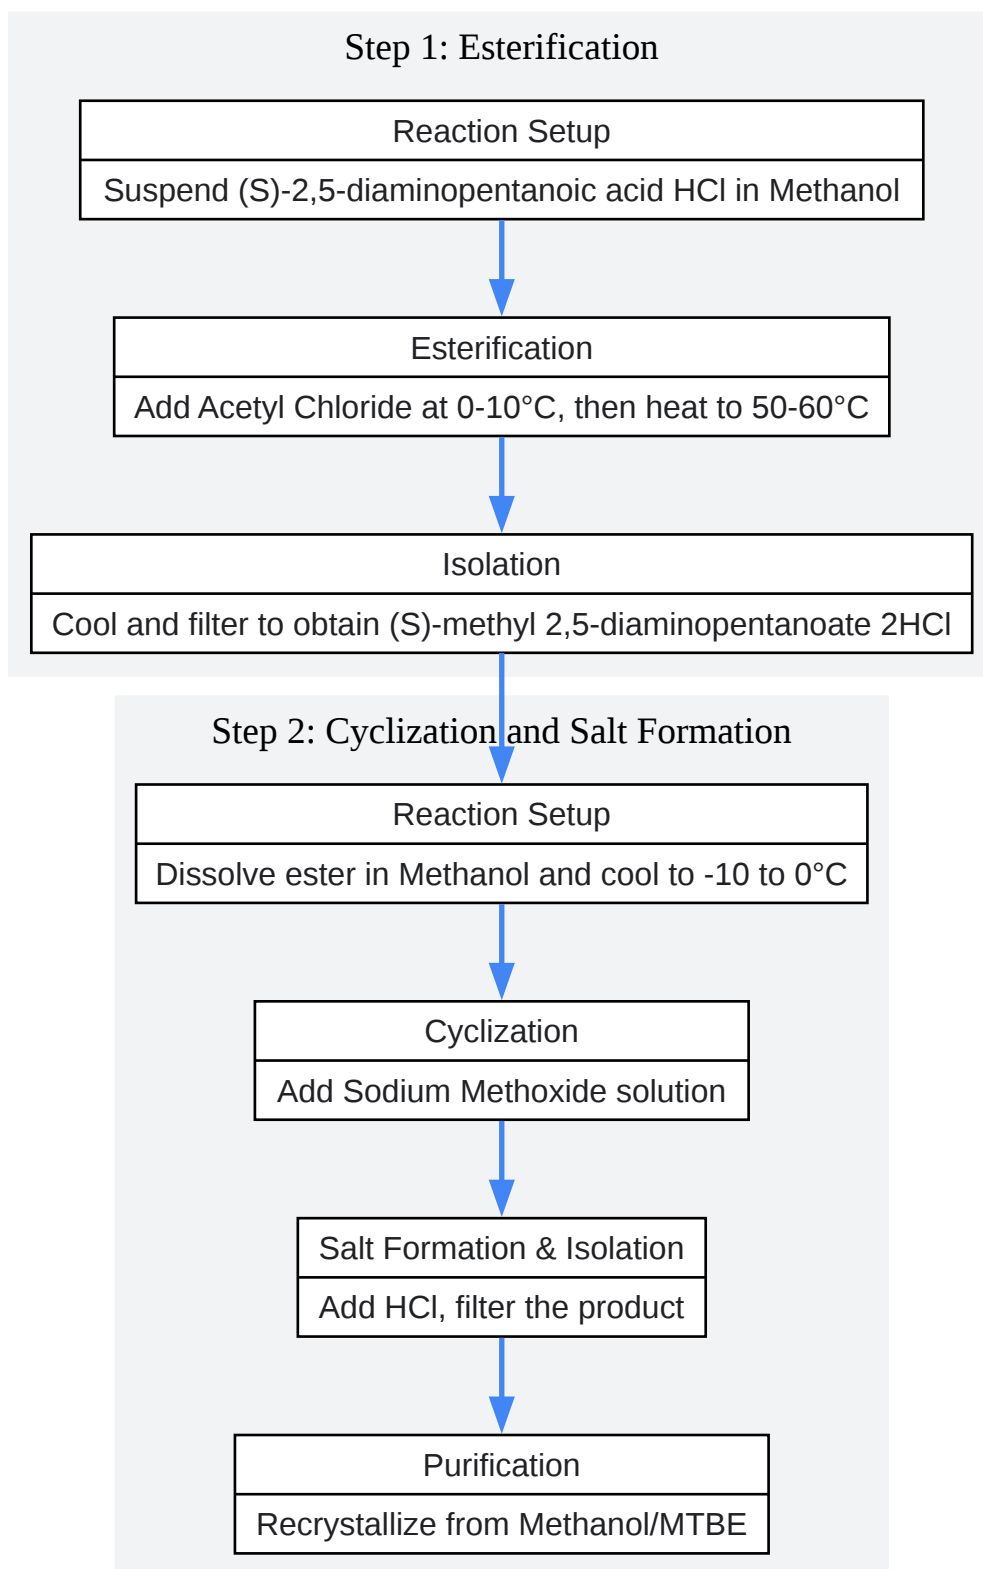 Step 1: Esterification
Reaction Setup
Suspend (S)-2,5-diaminopentanoic acid HCl in Methanol
Esterification
Add Acetyl Chloride at 0-10°C, then heat to 50-60°C
Isolation
Cool and filter to obtain (S)-methyl 2,5-diaminopentanoate 2HCl
Step 2: Cyclization and Salt Formation
Reaction Setup
Dissolve ester in Methanol and cool to -10 to 0°C
Cyclization
Add Sodium Methoxide solution
Salt Formation & Isolation
Add HCl, filter the product
Purification
Recrystallize from Methanol/MTBE